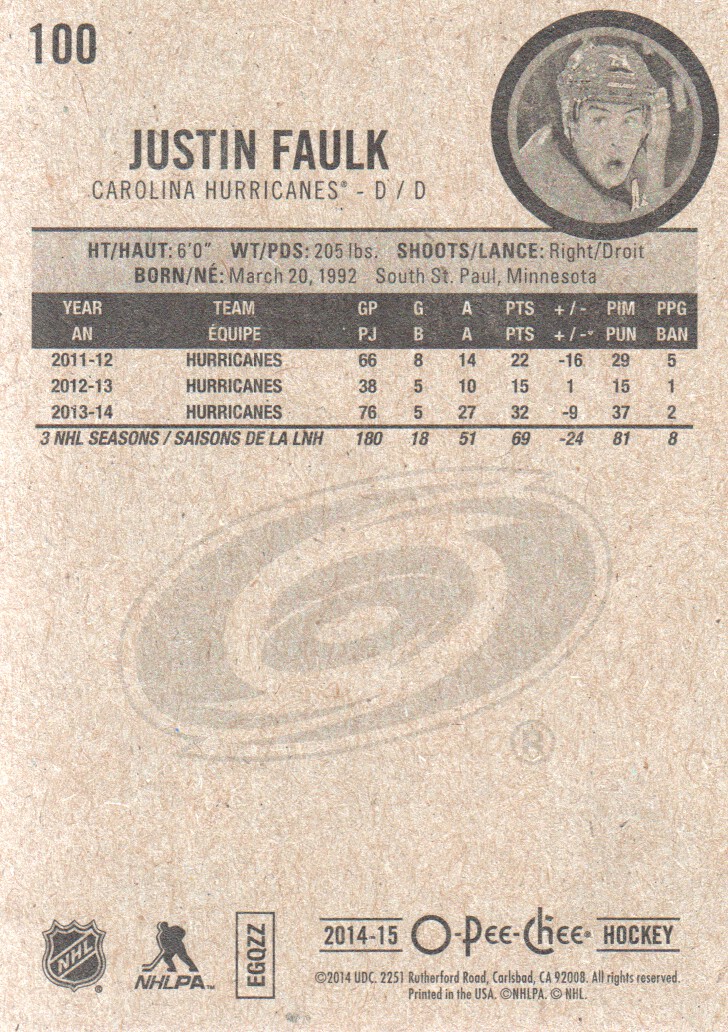 100
JUSTIN FAULK
CAROLINA HURRICANES® - D / D
HT/HAUT: 6'0" WT/PDS: 205 lbs. SHOOTS/LANCE: Right/Droit
BORN/NÉ: March 20, 1992 South St. Paul, Minnesota
YEAR TEAM GP G A PTS + / - PIM PPG
AN ÉQUIPE PJ B A PTS + / - PUN BAN
2011-12 HURRICANES 66 8 14 22 -16 29 5
2012-13 HURRICANES 38 5 10 15 1 15 1
2013-14 HURRICANES 76 5 27 32 -9 37 2
3 NHL SEASONS / SAISONS DE LA LNH 180 18 51 69 -24 81 8
®
NHL ®
NHLPA™
EGQZZ
2014-15 O-Pee-Chee® HOCKEY
©2014 UDC. 2251 Rutherford Road, Carlsbad, CA 92008. All rights reserved.
Printed in the USA. ©NHLPA. © NHL.